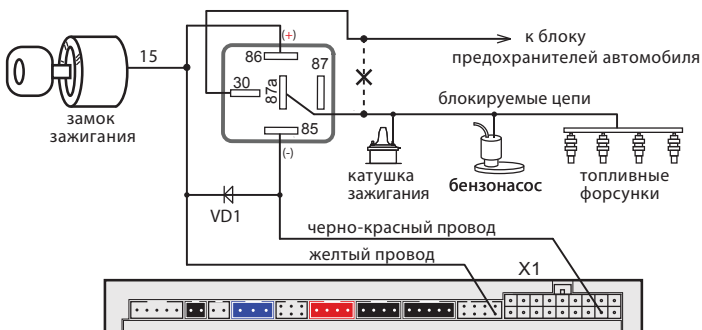 к блоку
предохранителей автомобиля
15
86
(+)
87
30
87a
85
(-)
блокируемые цепи
замок
зажигания
катушка
зажигания
бензонасос
топливные
форсунки
VD1
черно-красный провод
желтый провод
X1